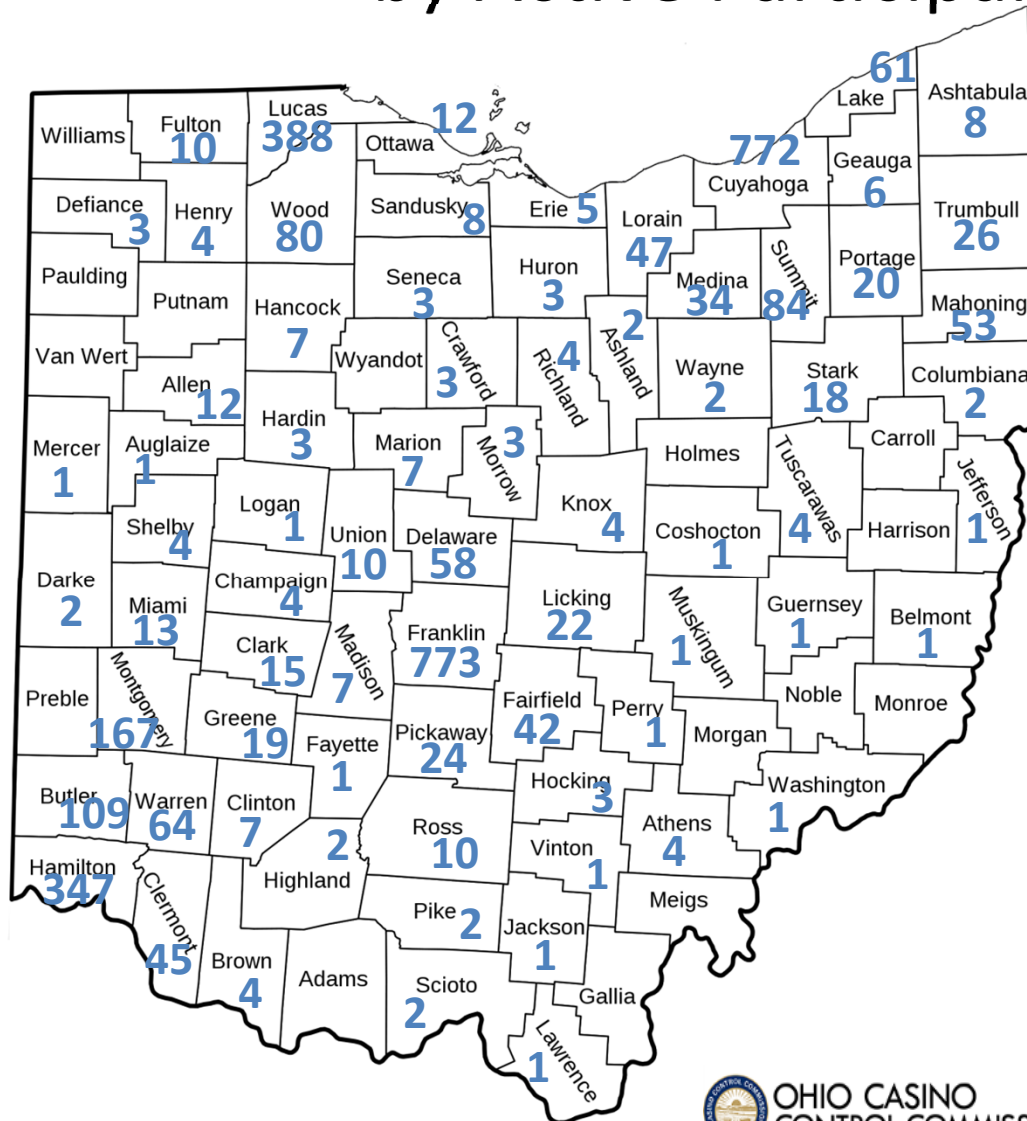 61
Lake
Ashtabula
8
Williams
Fulton
10
Lucas
388
12
Ottawa
772
Cuyahoga
Geauga
6
Defiance
3
Henry
4
Wood
80
Sandusky
8
Erie 5
Lorain
47
Trumbull
26
Paulding
Putnam
Hancock
7
Seneca
3
Huron
3
Medina
34
Summit
84
Portage
20
Mahoning
53
Van Wert
Allen
12
Wyandot
Crawford
3
Richland
4
Ashland
2
Wayne
2
Stark
18
Columbiana
2
Mercer
1
Auglaize
1
Hardin
3
Marion
7
Morrow
3
Holmes
Tuscarawas
4
Carroll
Jefferson
1
Shelby
4
Logan
1
Union
10
Delaware
58
Knox
4
Coshocton
1
Harrison
Darke
2
Miami
13
Champaign
4
Clark
15
Madison
7
Franklin
773
Licking
22
Muskingum
1
Guernsey
1
Belmont
1
Preble
Montgomery
167
Greene
19
Fayette
1
Pickaway
24
Fairfield
42
Perry
1
Morgan
Noble
Monroe
Butler
109
Warren
64
Clinton
7
Highland
2
Ross
10
Hocking
3
Vinton
1
Athens
4
Washington
1
Hamilton
347
Clermont
45
Brown
4
Adams
Pike 2
Scioto
2
Jackson
1
Meigs
Gallia
Lawrence
1
OHIO CASINO